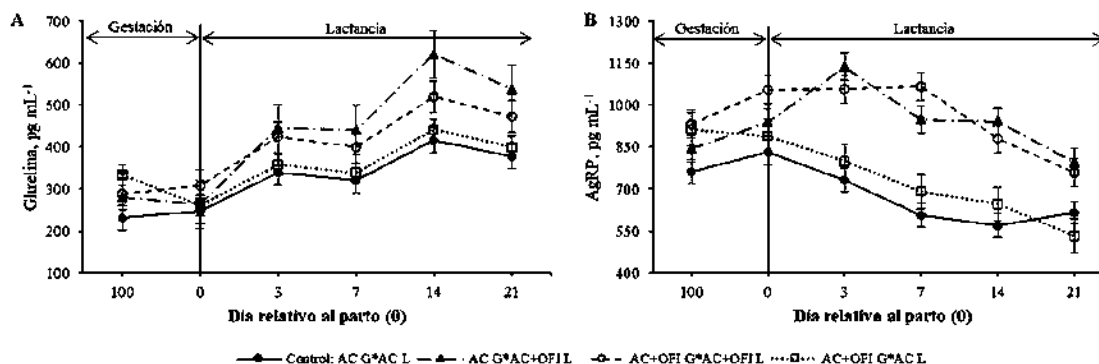 A
Gestación
Lactancia
Ghrelina, pg mL⁻¹
700
600
500
400
300
200
100
100
0
3
7
14
21
Día relativo al parto (0)
B
Gestación
Lactancia
AgRP, pg mL⁻¹
1300
1150
1000
850
700
550
400
100
0
3
7
14
21
Día relativo al parto (0)
Control: AC G*AC L
AC G*AC+OFI L
AC+OFI G*AC+OFI L
AC+OFI G*AC L